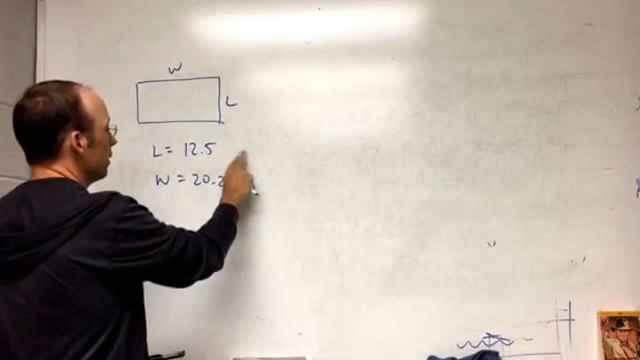 W
L
L = 12.5
W = 20.2